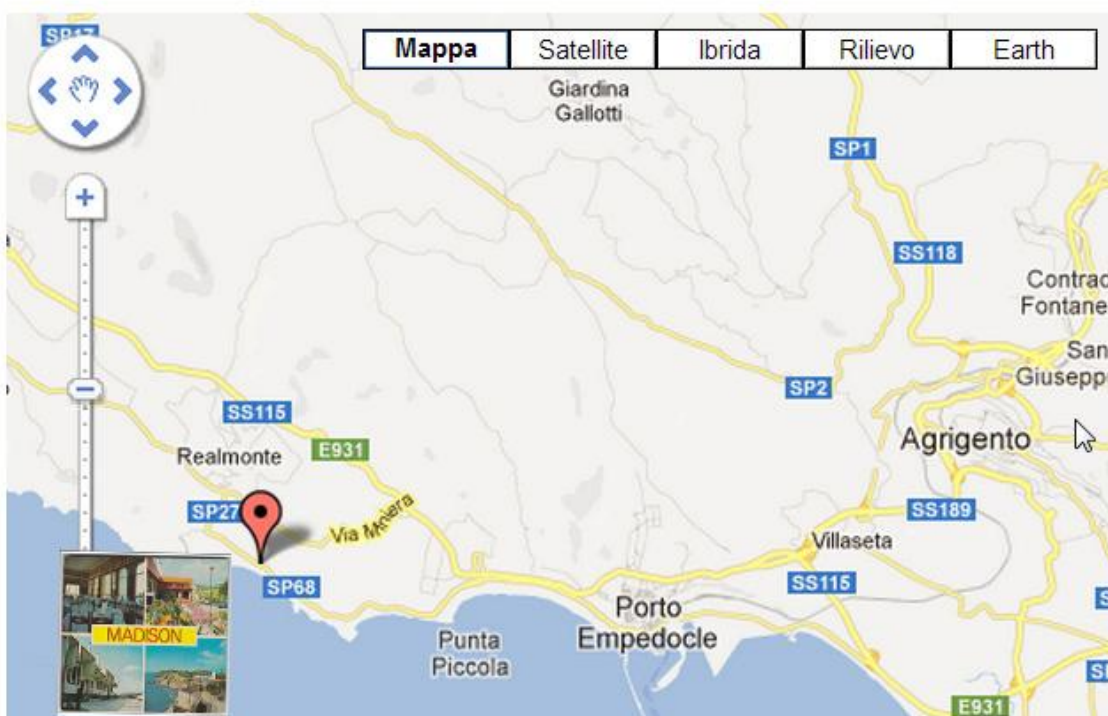 SP17
Mappa Satellite Ibrida Rilievo Earth
Giardina
Gallotti
SP1
SS118
Contrad
Fontane
San
Giusepp
SP2
SS115
Agrigento
E931
Realmonte
SP27
Via Miniera
SS189
Villaseta
SP68
SS115
Porto
Empedocle
MADISON
Punta
Piccola
E931